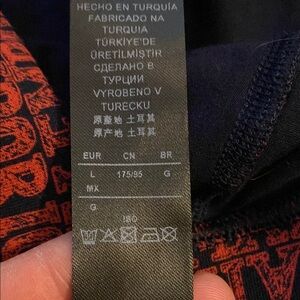 HECHO EN TURQUÍA
FABRICADO NA
TURQUIA
TÜRKİYE'DE
ÜRETİLMİŞTİR
СДЕЛАНО В
ТУРЦИИ
VYROBENO V
TURECKU
原產地 土耳其
原产地 土耳其
EUR CN BR
L 175/95 G
MX
G